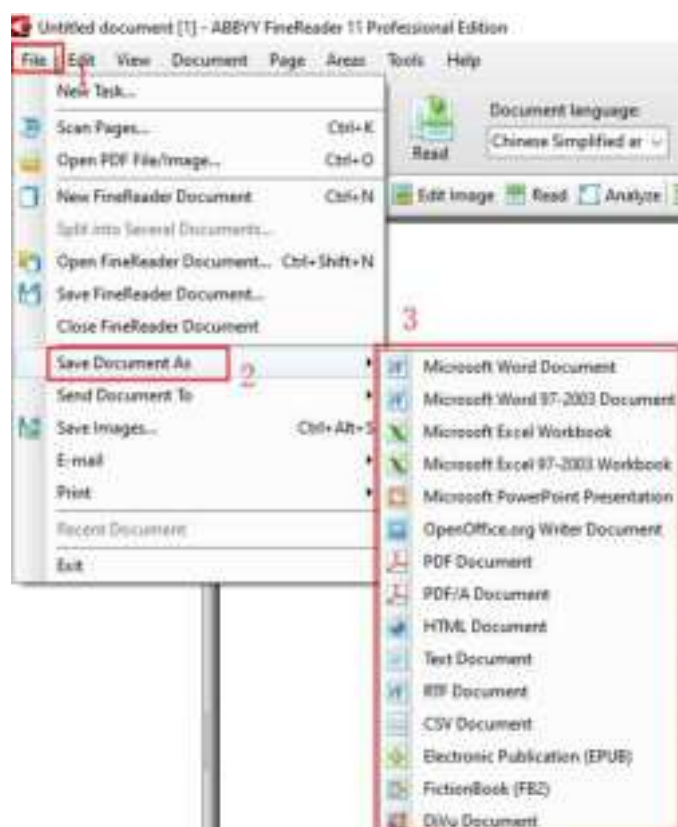 Untitled document [1] - ABBYY FineReader 11 Professional Edition
File Edit View Document Page Areas Tools Help
1
New Task...
Scan Pages... Ctrl+K
Open PDF File/Image... Ctrl+O
New FineReader Document Ctrl+N
Split into Several Documents...
Open FineReader Document... Ctrl+Shift+N
Save FineReader Document...
Close FineReader Document
Save Document As
2
Send Document To
Save Images... Ctrl+Alt+S
E-mail
Print
Recent Document
Exit
Read
Document language:
Chinese Simplified ar
Edit Image Read Analyze
3
Microsoft Word Document
Microsoft Word 97-2003 Document
Microsoft Excel Workbook
Microsoft Excel 97-2003 Workbook
Microsoft PowerPoint Presentation
OpenOffice.org Writer Document
PDF Document
PDF/A Document
HTML Document
Text Document
RTF Document
CSV Document
Electronic Publication (EPUB)
FictionBook (FB2)
DjVu Document